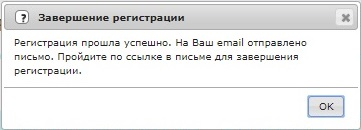 ? Завершение регистрации
Регистрация прошла успешно. На Ваш email отправлено
письмо. Пройдите по ссылке в письме для завершения
регистрации.
OK